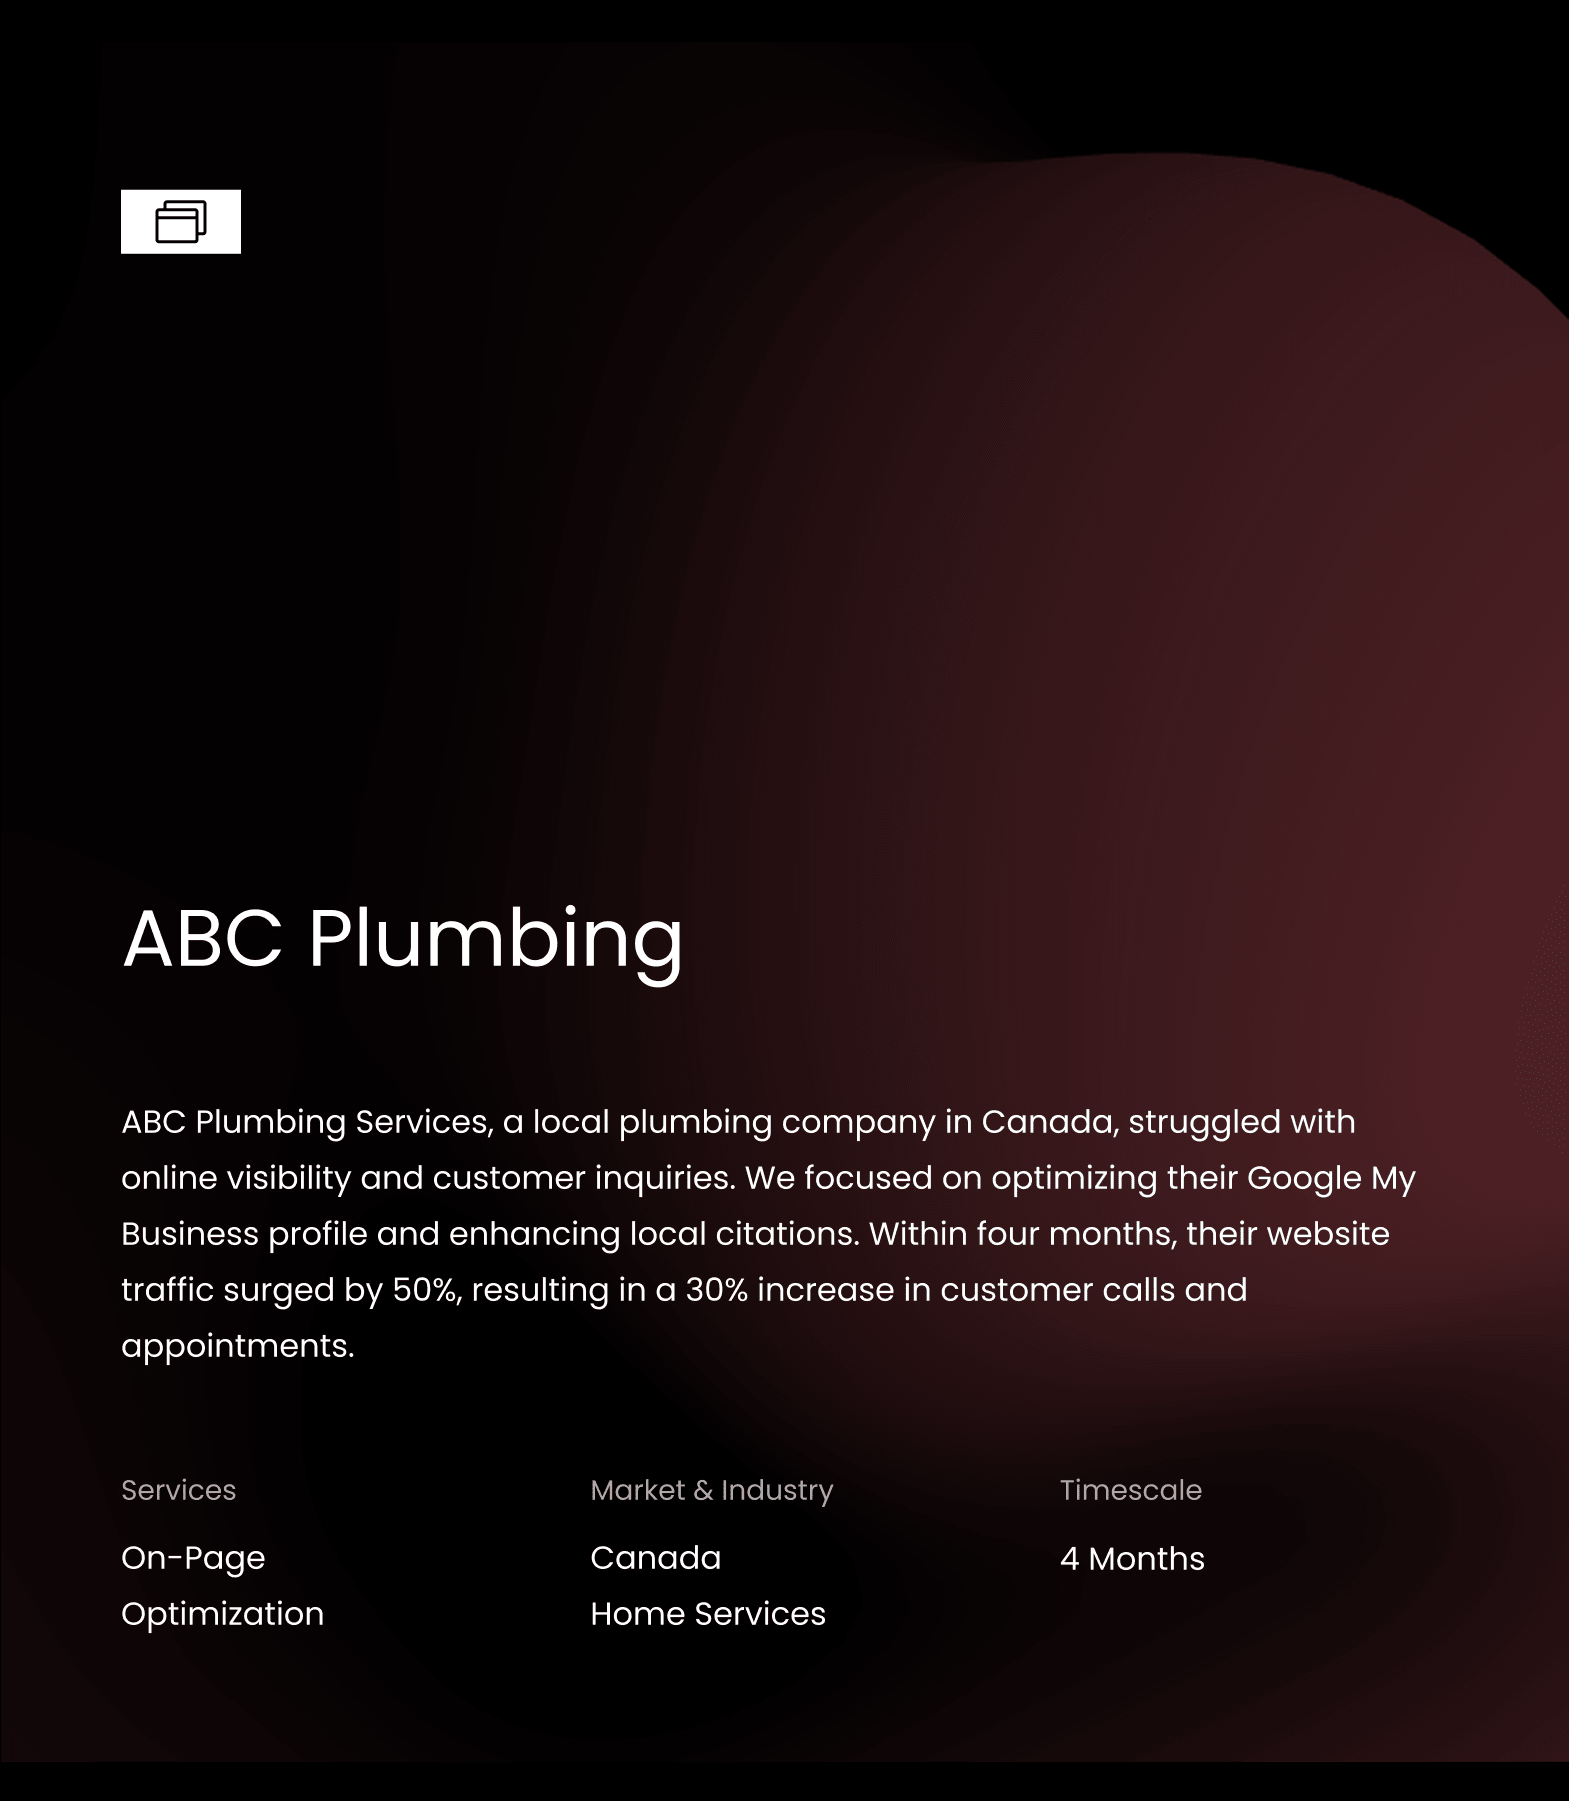 ABC Plumbing
ABC Plumbing Services, a local plumbing company in Canada, struggled with
online visibility and customer inquiries. We focused on optimizing their Google My
Business profile and enhancing local citations. Within four months, their website
traffic surged by 50%, resulting in a 30% increase in customer calls and
appointments.
Services
On-Page
Optimization
Market & Industry
Canada
Home Services
Timescale
4 Months